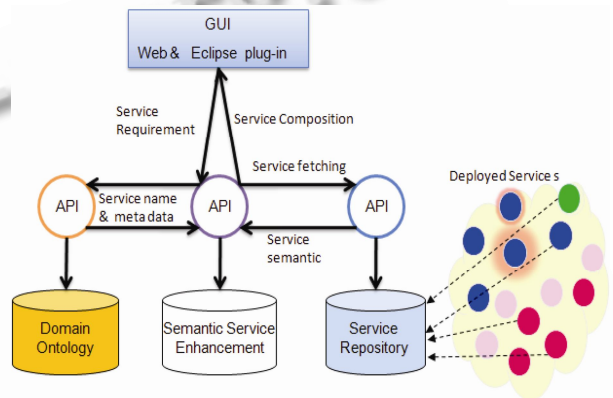 GUI
Web & Eclipse plug-in
Service
Requirement
Service Composition
Service fetching
Deployed Service s
API
Service name
& meta data
API
API
Service
semantic
Domain
Ontology
Semantic Service
Enhancement
Service
Repository